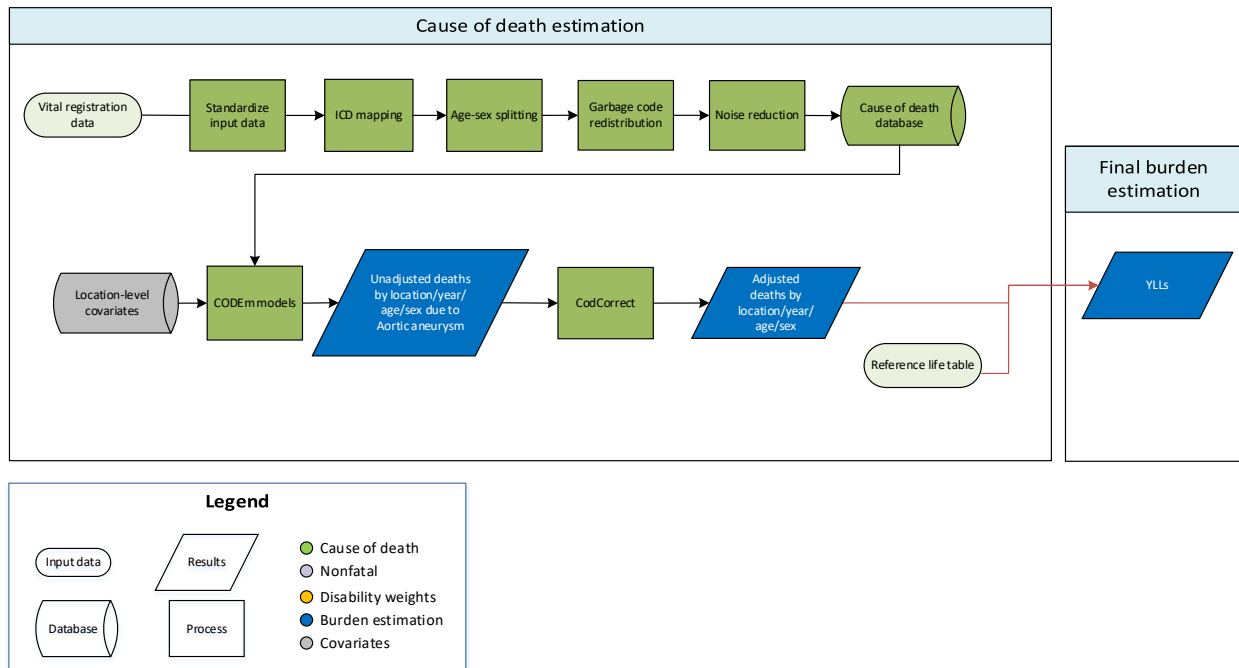 Cause of death estimation
Vital registration
data
Standardize
input data
ICD mapping
Age-sex splitting
Garbage code
redistribution
Noise reduction
Cause of death
database
Final burden
estimation
Location-level
covariates
CODEm models
Unadjusted deaths
by location/year/
age/sex due to
Aortic aneurysm
CodCorrect
Adjusted
deaths by
location/year/
age/sex
YLLs
Reference life table
Legend
Input data
Results
Database
Process
Cause of death
Nonfatal
Disability weights
Burden estimation
Covariates